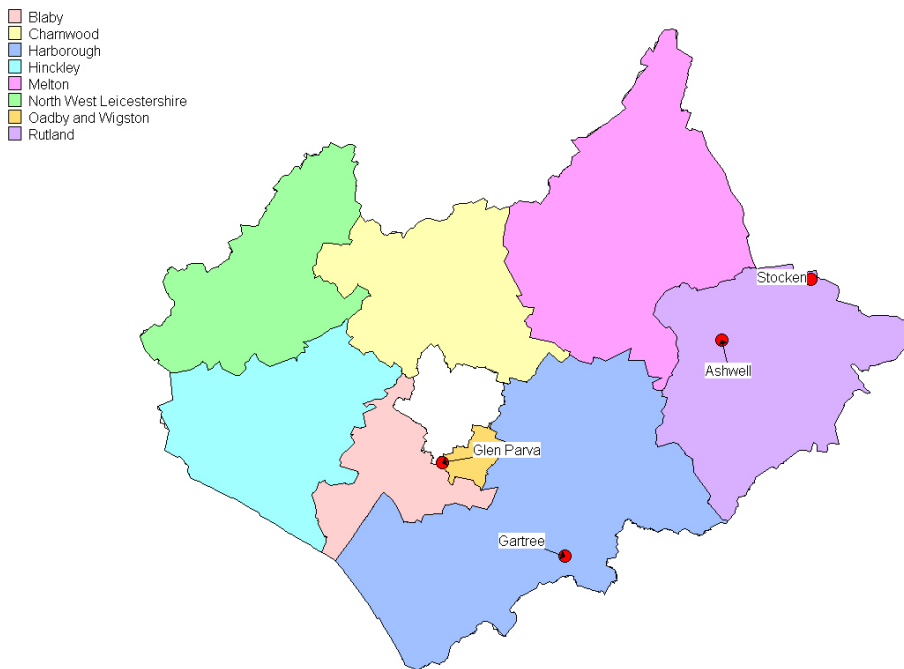 Blaby
Charnwood
Harborough
Hinckley
Melton
North West Leicestershire
Oadby and Wigston
Rutland
Stocken
Ashwell
Glen Parva
Gartree